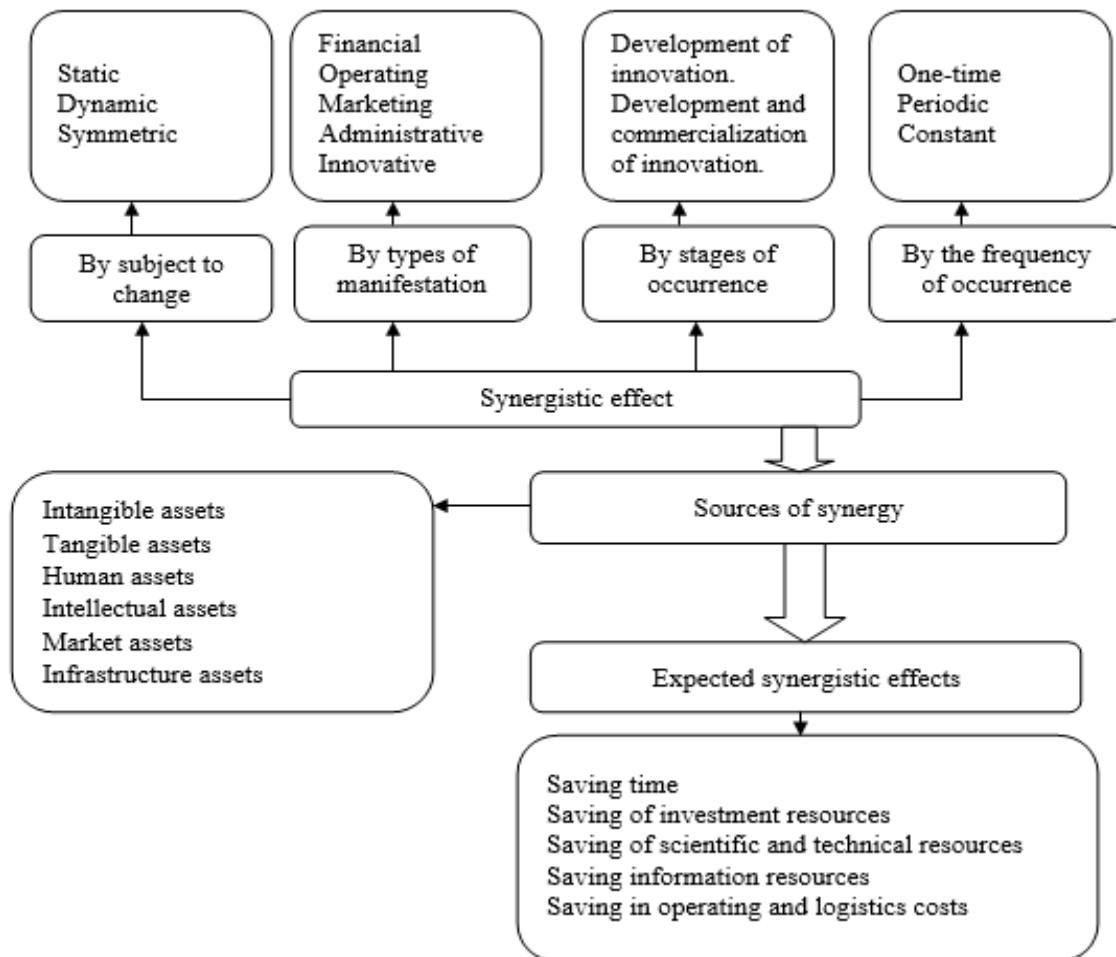 Static
Dynamic
Symmetric
Financial
Operating
Marketing
Administrative
Innovative
Development of
innovation.
Development and
commercialization
of innovation.
One-time
Periodic
Constant
By subject to
change
By types of
manifestation
By stages of
occurrence
By the frequency
of occurrence
Synergistic effect
Sources of synergy
Intangible assets
Tangible assets
Human assets
Intellectual assets
Market assets
Infrastructure assets
Expected synergistic effects
Saving time
Saving of investment resources
Saving of scientific and technical resources
Saving information resources
Saving in operating and logistics costs